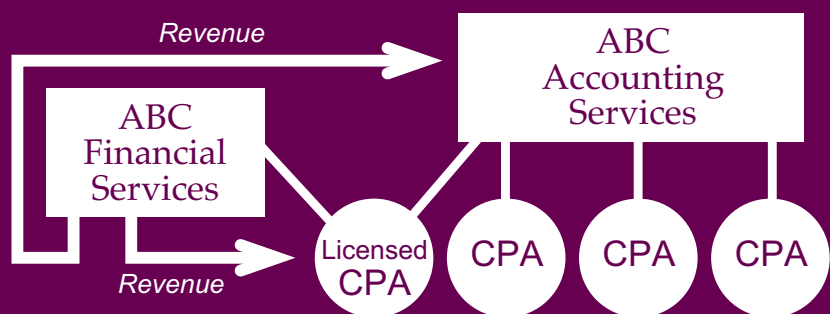 Revenue
ABC
Accounting
Services
ABC
Financial
Services
Licensed
CPA
CPA
CPA
CPA
Revenue